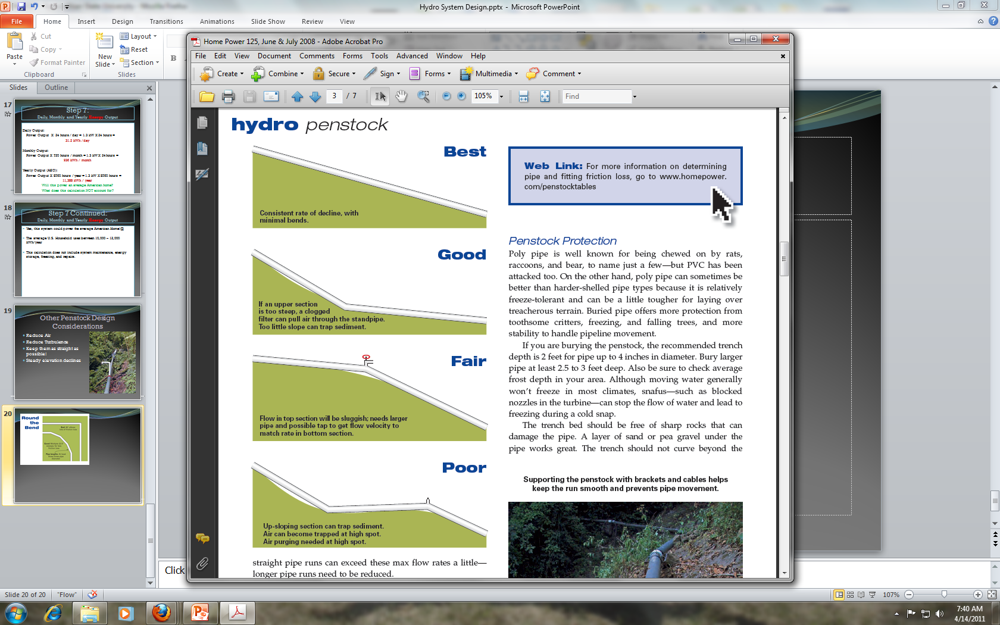 Hydro System Design.pptx - Microsoft PowerPoint
File Home Insert Design Transitions Animations Slide Show Review View
Paste
Cut
Copy
Format Painter
Clipboard
New
Slide
Layout
Reset
Section
Slides
B
Slides Outline
17
Step 7:
Daily, Monthly and Yearly Energy Output
Daily Output:
Power Output X 24 hours / day = 1.3 kW X 24 hours =
31.2 kWh /day
Monthly Output:
Power Output X 720 hours / month = 1.3 kW X 24 hours =
936 kWh / month
Yearly Output (AEO):
Power Output X 8760 hours / year = 1.3 kW X 8760 hours =
11,388 kWh / year
Will this power an average American home?
What does this calculation NOT account for?
18
Step 7 Continued:
Daily, Monthly and Yearly Energy Output
Yes, this system could power the average American Home!
The average U.S. Household uses between 10,000 – 12,000
kWh/year
This calculation does not include system maintenance, energy
storage, freezing, and repairs.
19
Other Penstock Design
Considerations
Reduce Air
Reduce Turbulence
Keep them as straight as
possible!
Steady elevation declines
20
Round
the
Bend
Home Power 125, June & July 2008 - Adobe Acrobat Pro
File Edit View Document Comments Forms Tools Advanced Window Help
Create Combine Secure Sign Forms Multimedia Comment
3 / 7 105% Find
hydro penstock
Best
Consistent rate of decline, with
minimal bends.
Good
If an upper section
is too steep, a clogged
filter can pull air through the standpipe.
Too little slope can trap sediment.
Fair
Flow in top section will be sluggish; needs larger
pipe and possible tap to get flow velocity to
match rate in bottom section.
Poor
Up-sloping section can trap sediment.
Air can become trapped at high spot.
Air purging needed at high spot.
straight pipe runs can exceed these max flow rates a little—
longer pipe runs need to be reduced.
Web Link: For more information on determining
pipe and fitting friction loss, go to www.homepower.
com/penstocktables
Penstock Protection
Poly pipe is well known for being chewed on by rats,
raccoons, and bear, to name just a few—but PVC has been
attacked too. On the other hand, poly pipe can sometimes be
better than harder-shelled pipe types because it is relatively
freeze-tolerant and can be a little tougher for laying over
treacherous terrain. Buried pipe offers more protection from
toothsome critters, freezing, and falling trees, and more
stability to handle pipeline movement.
If you are burying the penstock, the recommended trench
depth is 2 feet for pipe up to 4 inches in diameter. Bury larger
pipe at least 2.5 to 3 feet deep. Also be sure to check average
frost depth in your area. Although moving water generally
won't freeze in most climates, snafus—such as blocked
nozzles in the turbine—can stop the flow of water and lead to
freezing during a cold snap.
The trench bed should be free of sharp rocks that can
damage the pipe. A layer of sand or pea gravel under the
pipe works great. The trench should not curve beyond the
Supporting the penstock with brackets and cables helps
keep the run smooth and prevents pipe movement.
Click
Slide 20 of 20 "Flow" 107%
7:40 AM
4/14/2011